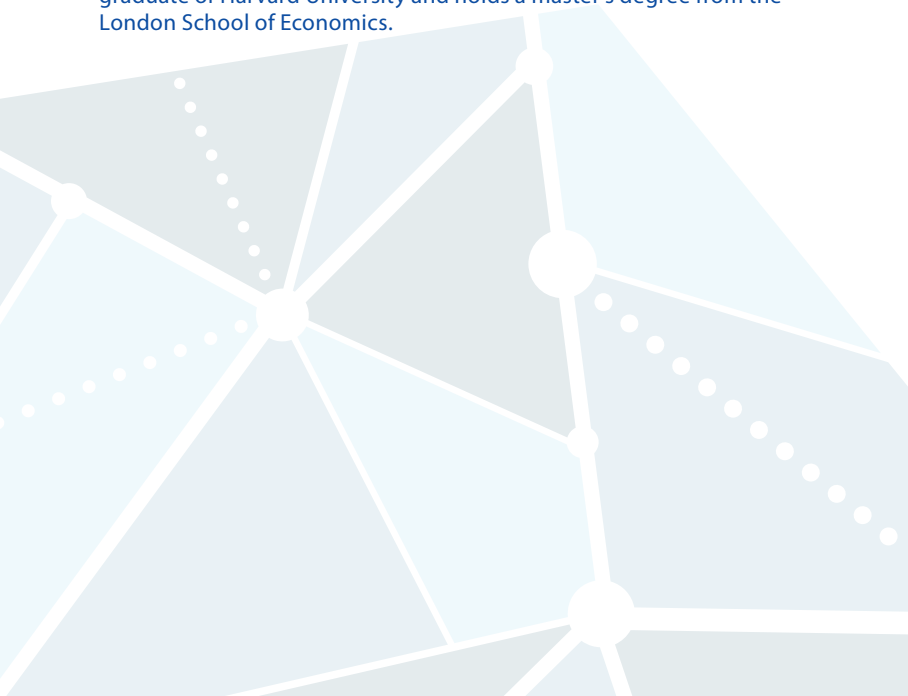 graduate of Harvard University and holds a master's degree from the
London School of Economics.